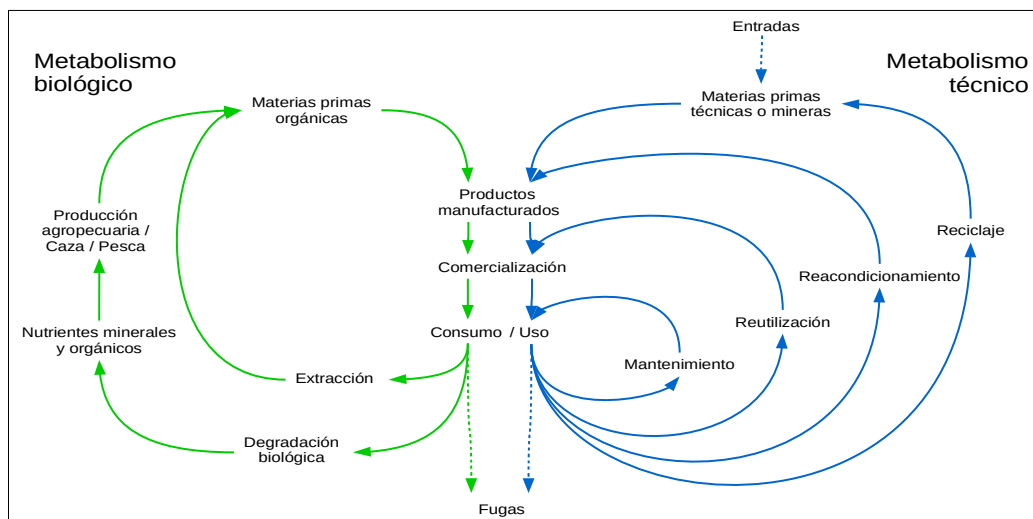 Entradas
Metabolismo
biológico
Metabolismo
técnico
Materias primas
orgánicas
Materias primas
técnicas o mineras
Productos
manufacturados
Producción
agropecuaria /
Caza / Pesca
Reciclaje
Comercialización
Reacondicionamiento
Nutrientes minerales
y orgánicos
Consumo / Uso
Reutilización
Mantenimiento
Extracción
Degradación
biológica
Fugas